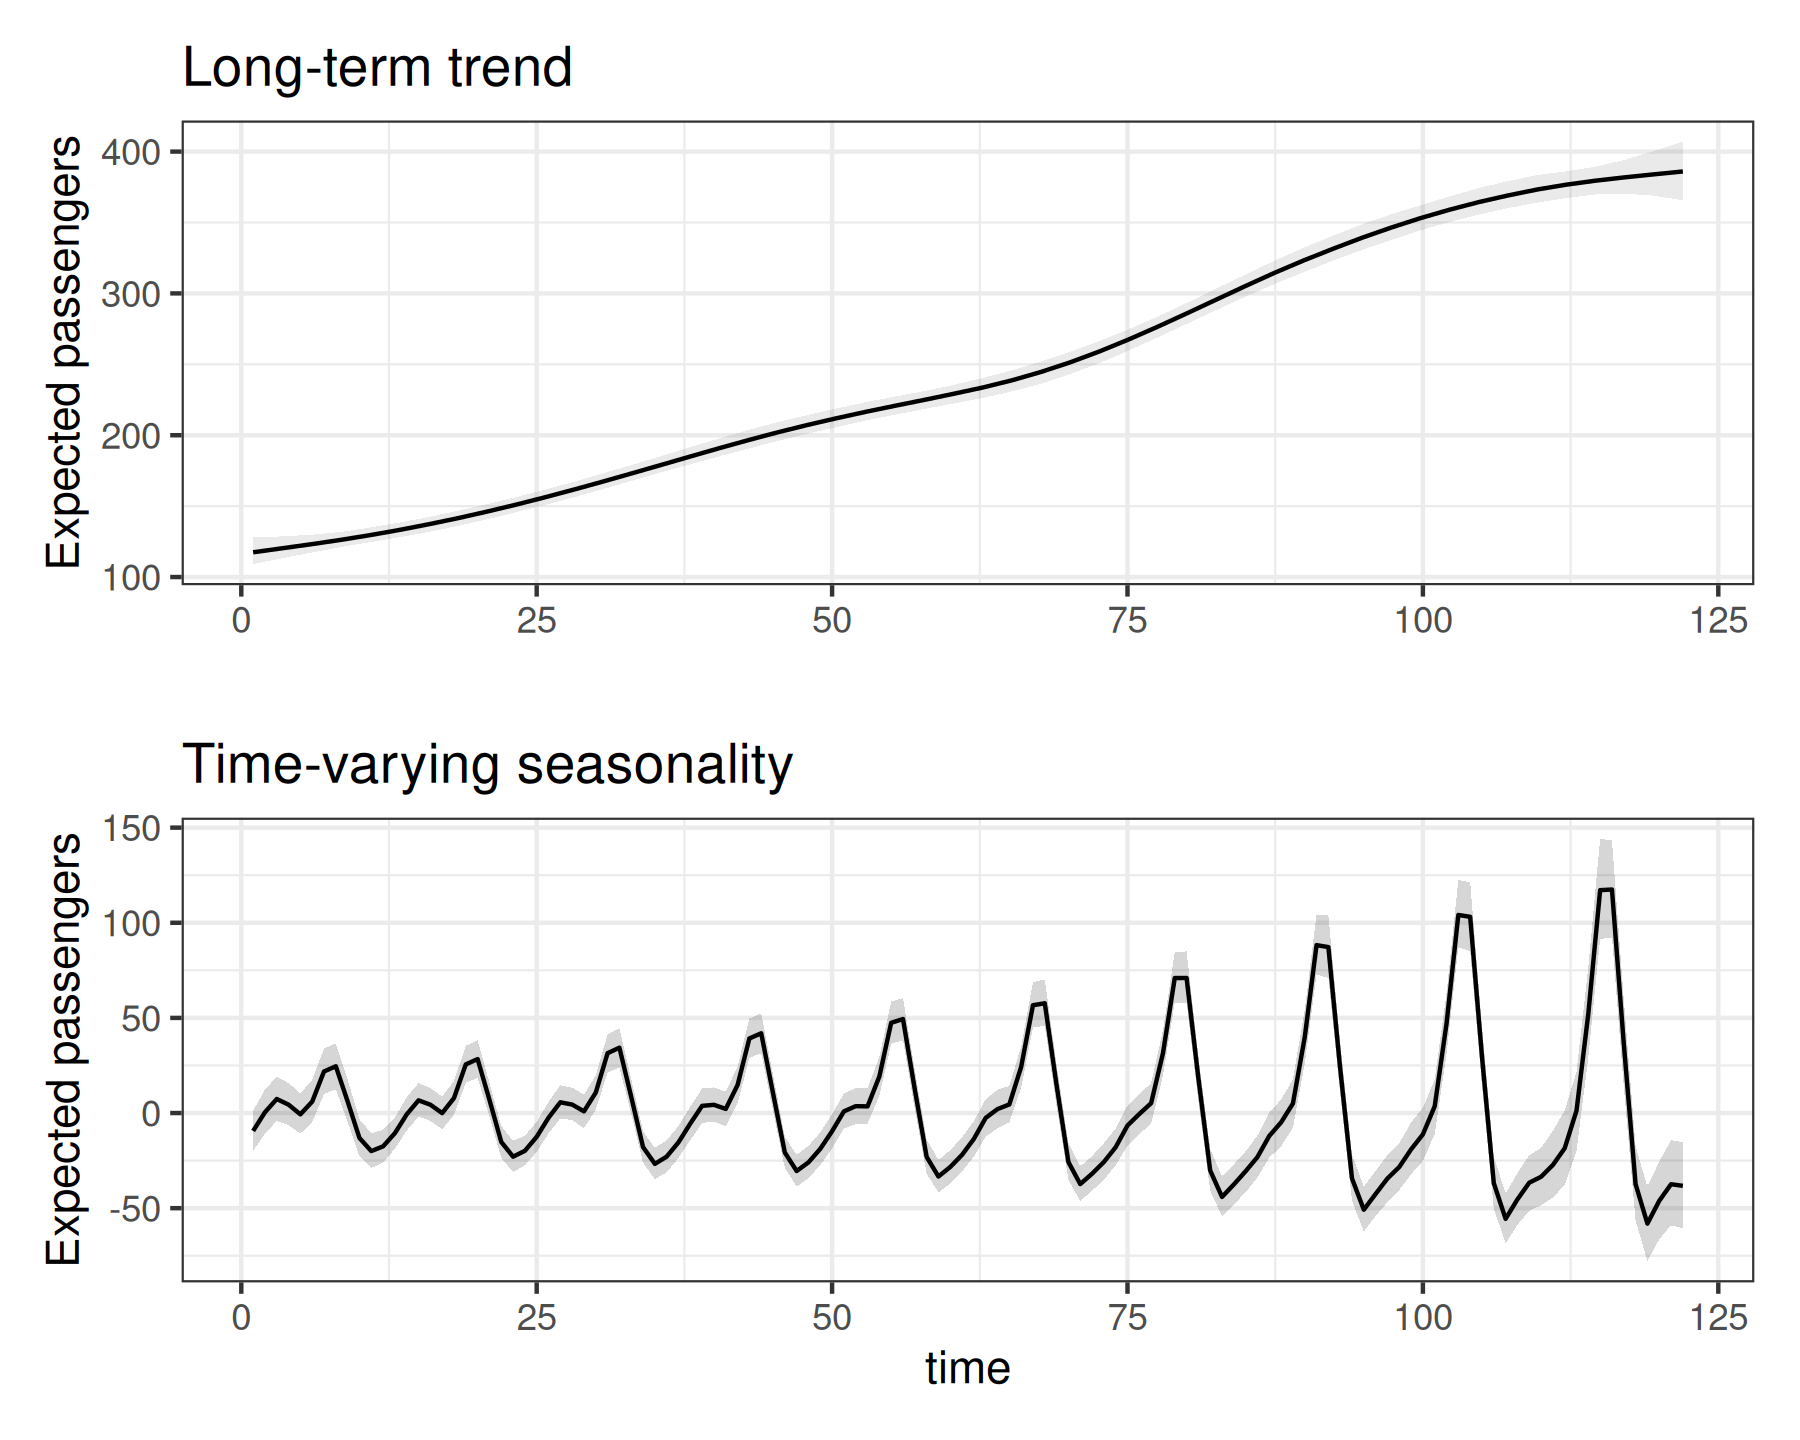 Long-term trend
Expected passengers
400
300
200
100
0 25 50 75 100 125
Time-varying seasonality
Expected passengers
150
100
50
0
-50
0 25 50 75 100 125
time